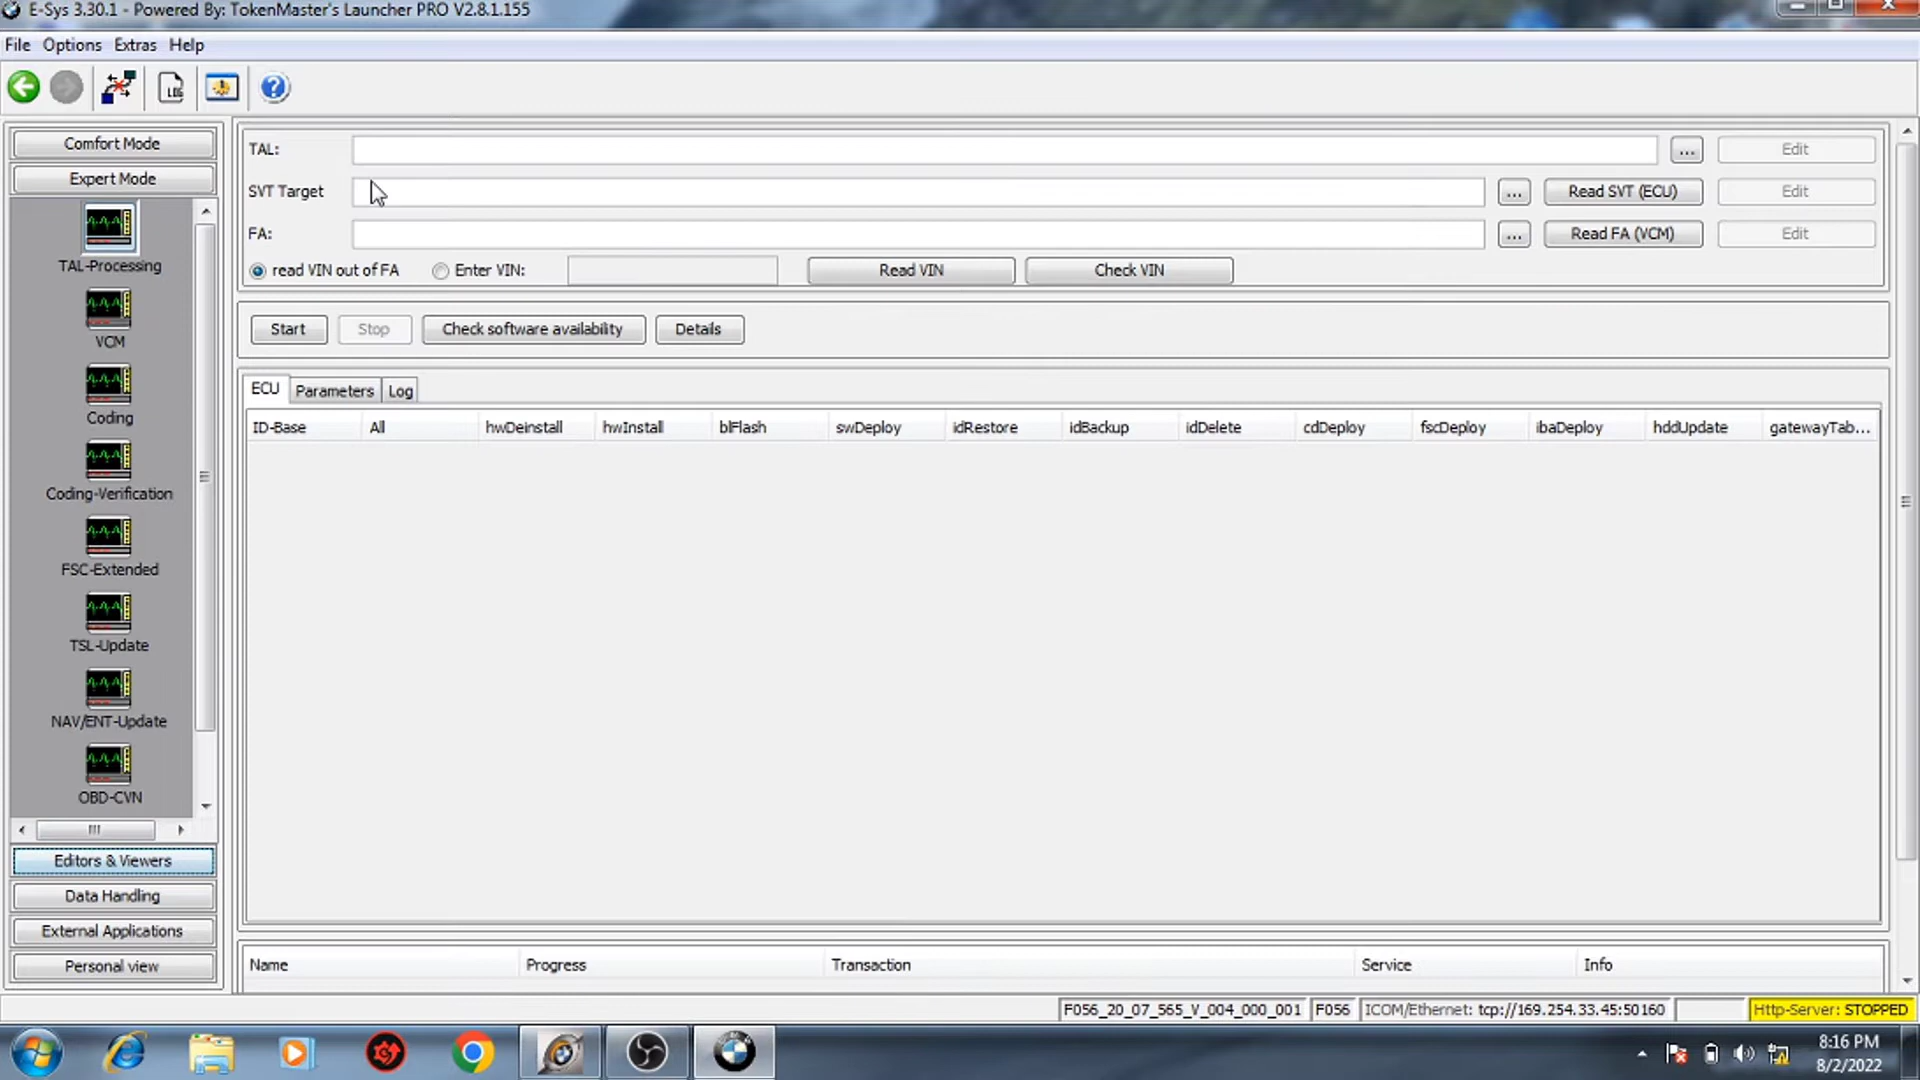 E-Sys 3.30.1 - Powered By: TokenMaster's Launcher PRO V2.8.1.155
File Options Extras Help
LOG
Comfort Mode
Expert Mode
TAL-Processing
VCM
Coding
Coding-Verification
FSC-Extended
TSL-Update
NAV/ENT-Update
OBD-CVN
Editors & Viewers
Data Handling
External Applications
Personal view
TAL: ... Edit
SVT Target ... Read SVT (ECU) Edit
FA: ... Read FA (VCM) Edit
read VIN out of FA Enter VIN: Read VIN Check VIN
Start Stop Check software availability Details
ECU Parameters Log
ID-Base All hwDeinstall hwInstall blFlash swDeploy idRestore idBackup idDelete cdDeploy fscDeploy ibaDeploy hddUpdate gatewayTab...
Name Progress Transaction Service Info
F056_20_07_565_V_004_000_001 F056 ICOM/Ethernet: tcp://169.254.33.45:50160 Http-Server: STOPPED
8:16 PM
8/2/2022